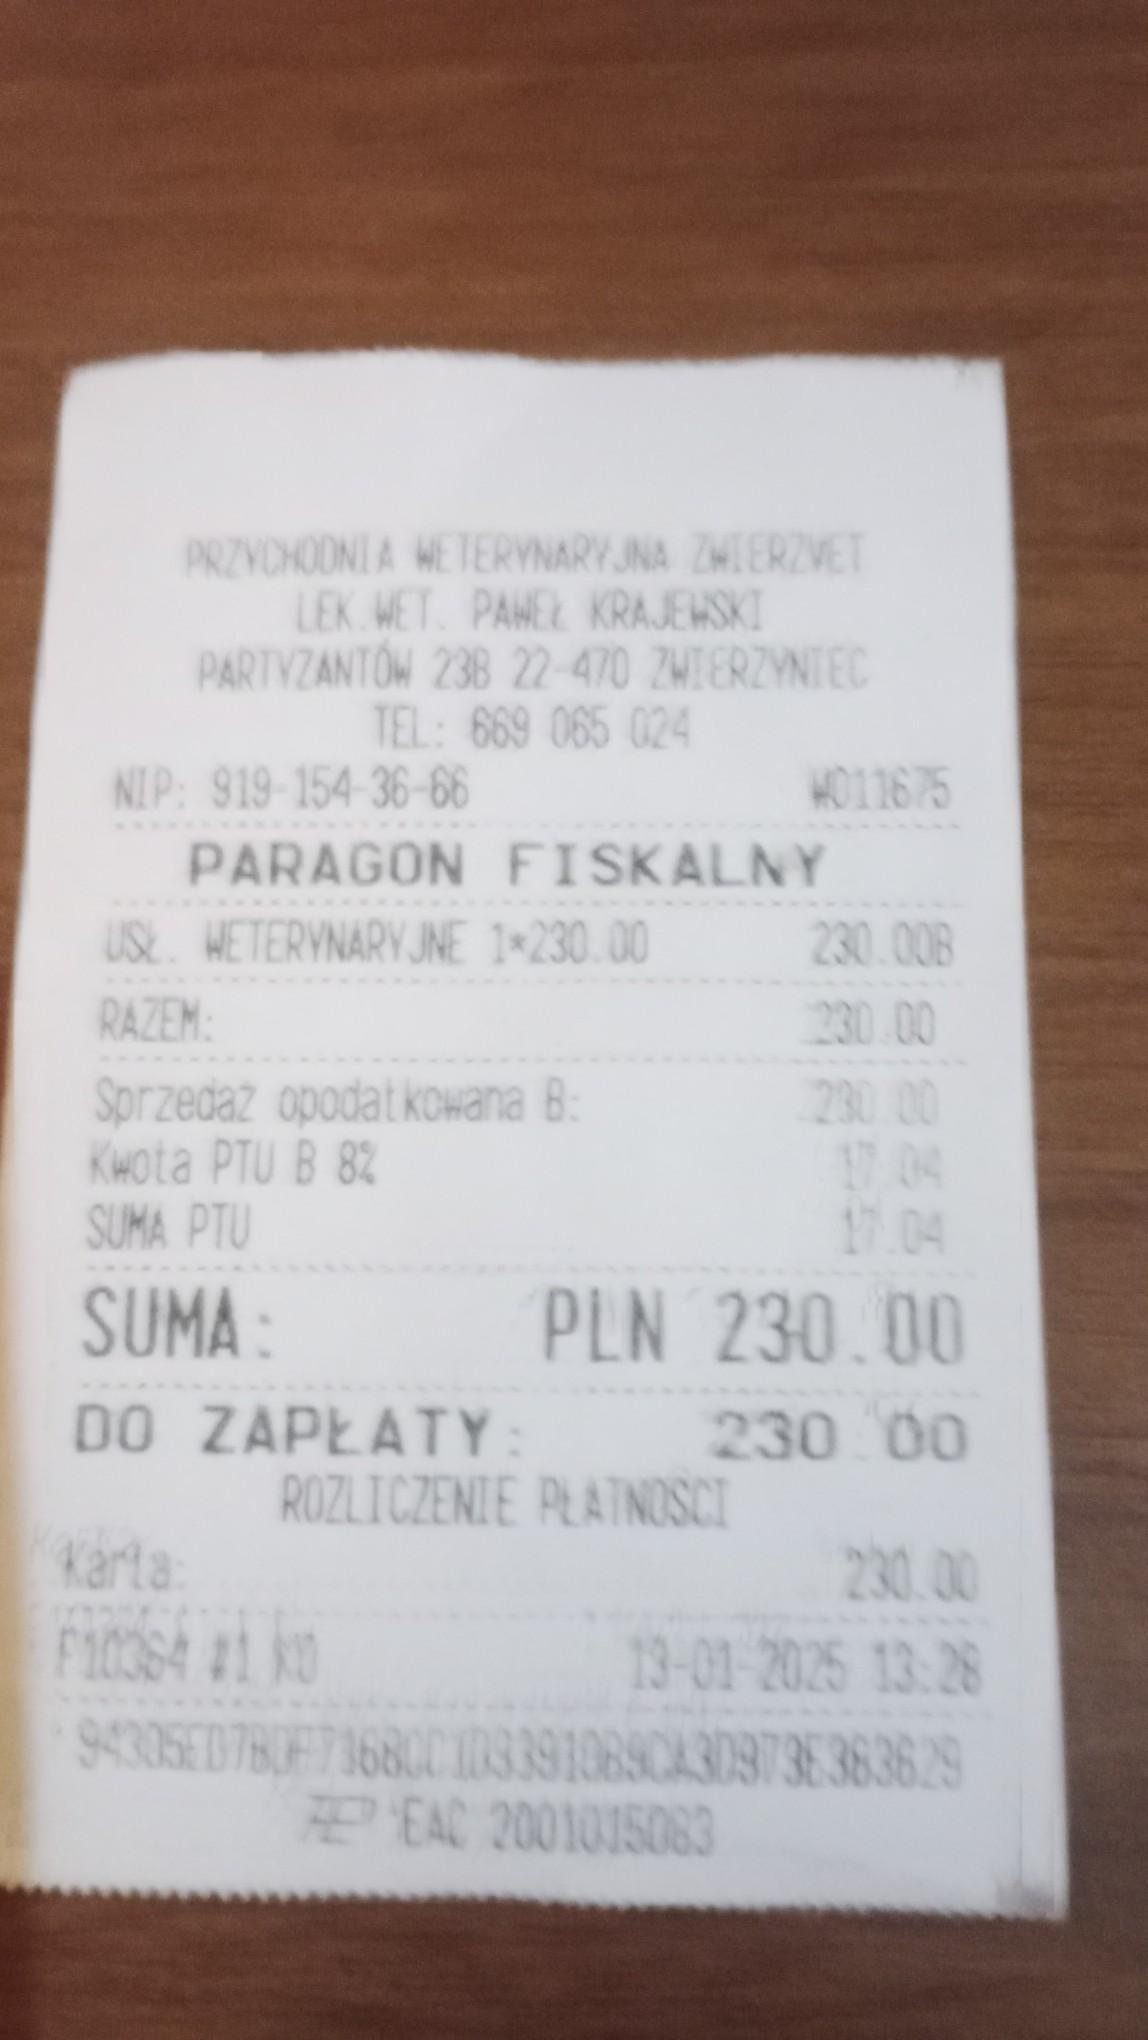 PRZYCHODNIA WETERYNARYJNA ZWIERZVET
LEK.WET. PAWEŁ KRAJEWSKI
PARTYZANTÓW 23B 22-470 ZWIERZYNIEC
TEL: 669 065 024
NIP: 919-154-36-66 W011675
PARAGON FISKALNY
USŁ. WETERYNARYJNE 1*230.00 230.00B
RAZEM: 230.00
Sprzedaż opodatkowana B: 230.00
Kwota PTU B 8% 17.04
SUMA PTU 17.04
SUMA: PLN 230.00
DO ZAPŁATY: 230.00
ROZLICZENIE PŁATNOŚCI
Karta: 230.00
F10364 #1 13-01-2025 13:28
EAC 2001015083